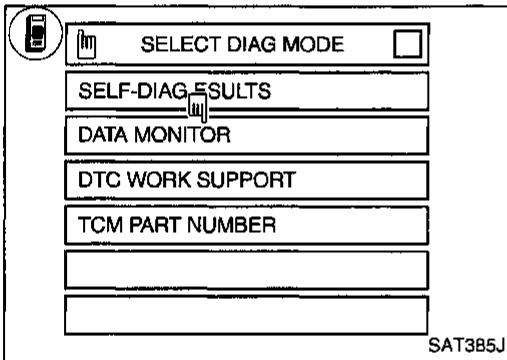 SELECT DIAG MODE
SELF-DIAG ESULTS
DATA MONITOR
DTC WORK SUPPORT
TCM PART NUMBER
SAT385J